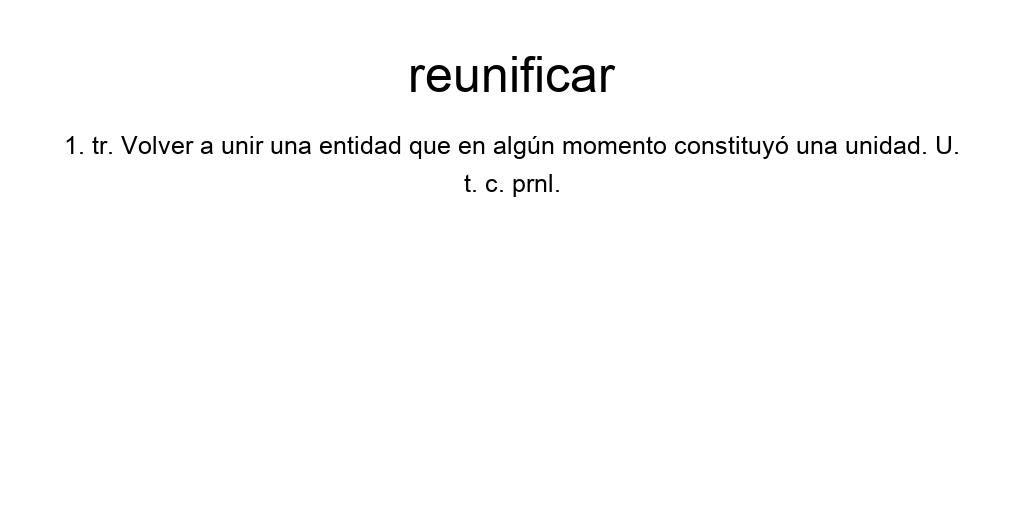 reunificar
1. tr. Volver a unir una entidad que en algún momento constituyó una unidad. U.
t. c. prnl.